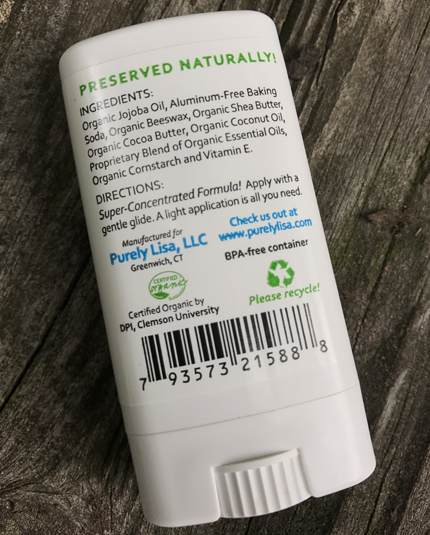 PRESERVED NATURALLY!
INGREDIENTS:
Organic Jojoba Oil, Aluminum-Free Baking
Soda, Organic Beeswax, Organic Shea Butter,
Organic Cocoa Butter, Organic Coconut Oil,
Proprietary Blend of Organic Essential Oils,
Organic Cornstarch and Vitamin E.
DIRECTIONS:
Super-Concentrated Formula! Apply with a
gentle glide. A light application is all you need.
Manufactured for
Purely Lisa, LLC
Greenwich, CT
CERTIFIED
organic
Certified Organic by
DPI, Clemson University
Check us out at
www.purelylisa.com
BPA-free container
Please recycle!
7 93573 21588 8